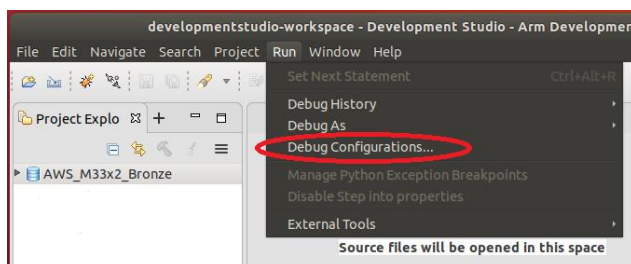 developmentstudio-workspace - Development Studio - Arm Developmen
File Edit Navigate Search Project Run Window Help
Set Next Statement Ctrl+Alt+R
Debug History
Project Explo
Debug As
Debug Configurations...
AWS_M33x2_Bronze
Manage Python Exception Breakpoints
Disable Step into properties
External Tools
Source files will be opened in this space